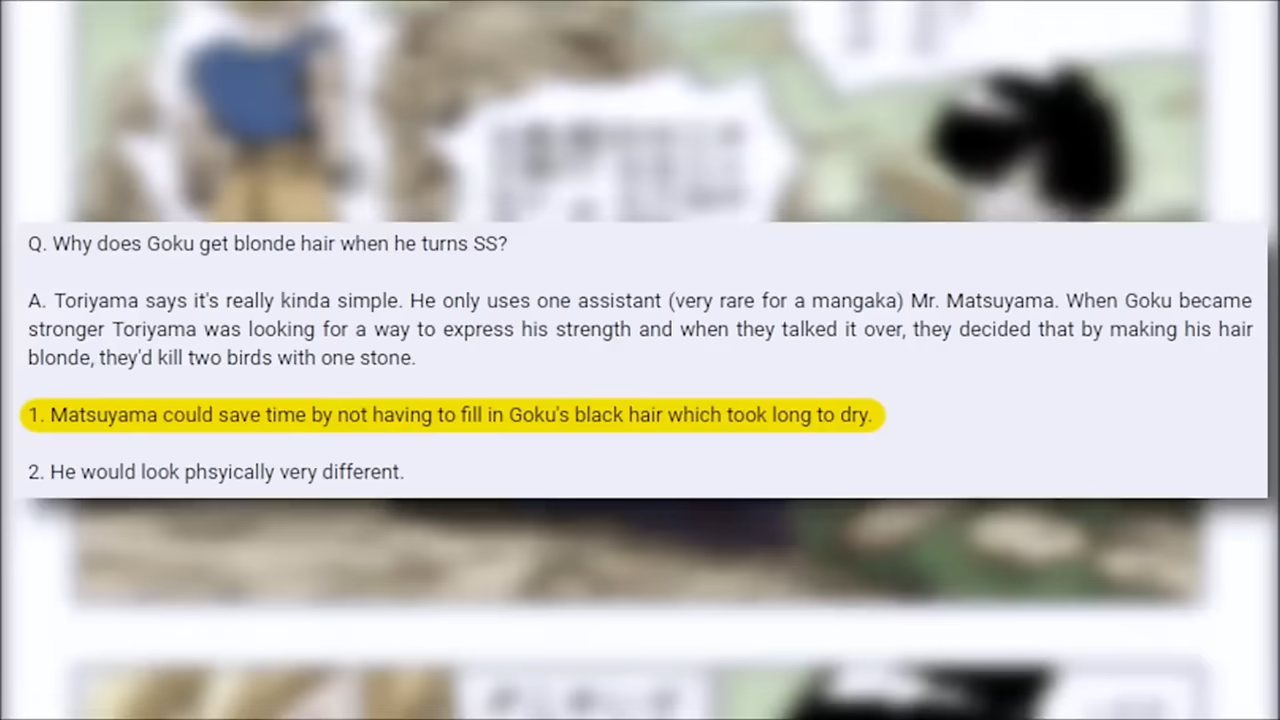 Q. Why does Goku get blonde hair when he turns SS?
A. Toriyama says it's really kinda simple. He only uses one assistant (very rare for a mangaka) Mr. Matsuyama. When Goku became
stronger Toriyama was looking for a way to express his strength and when they talked it over, they decided that by making his hair
blonde, they'd kill two birds with one stone.
1. Matsuyama could save time by not having to fill in Goku's black hair which took long to dry.
2. He would look phsyically very different.